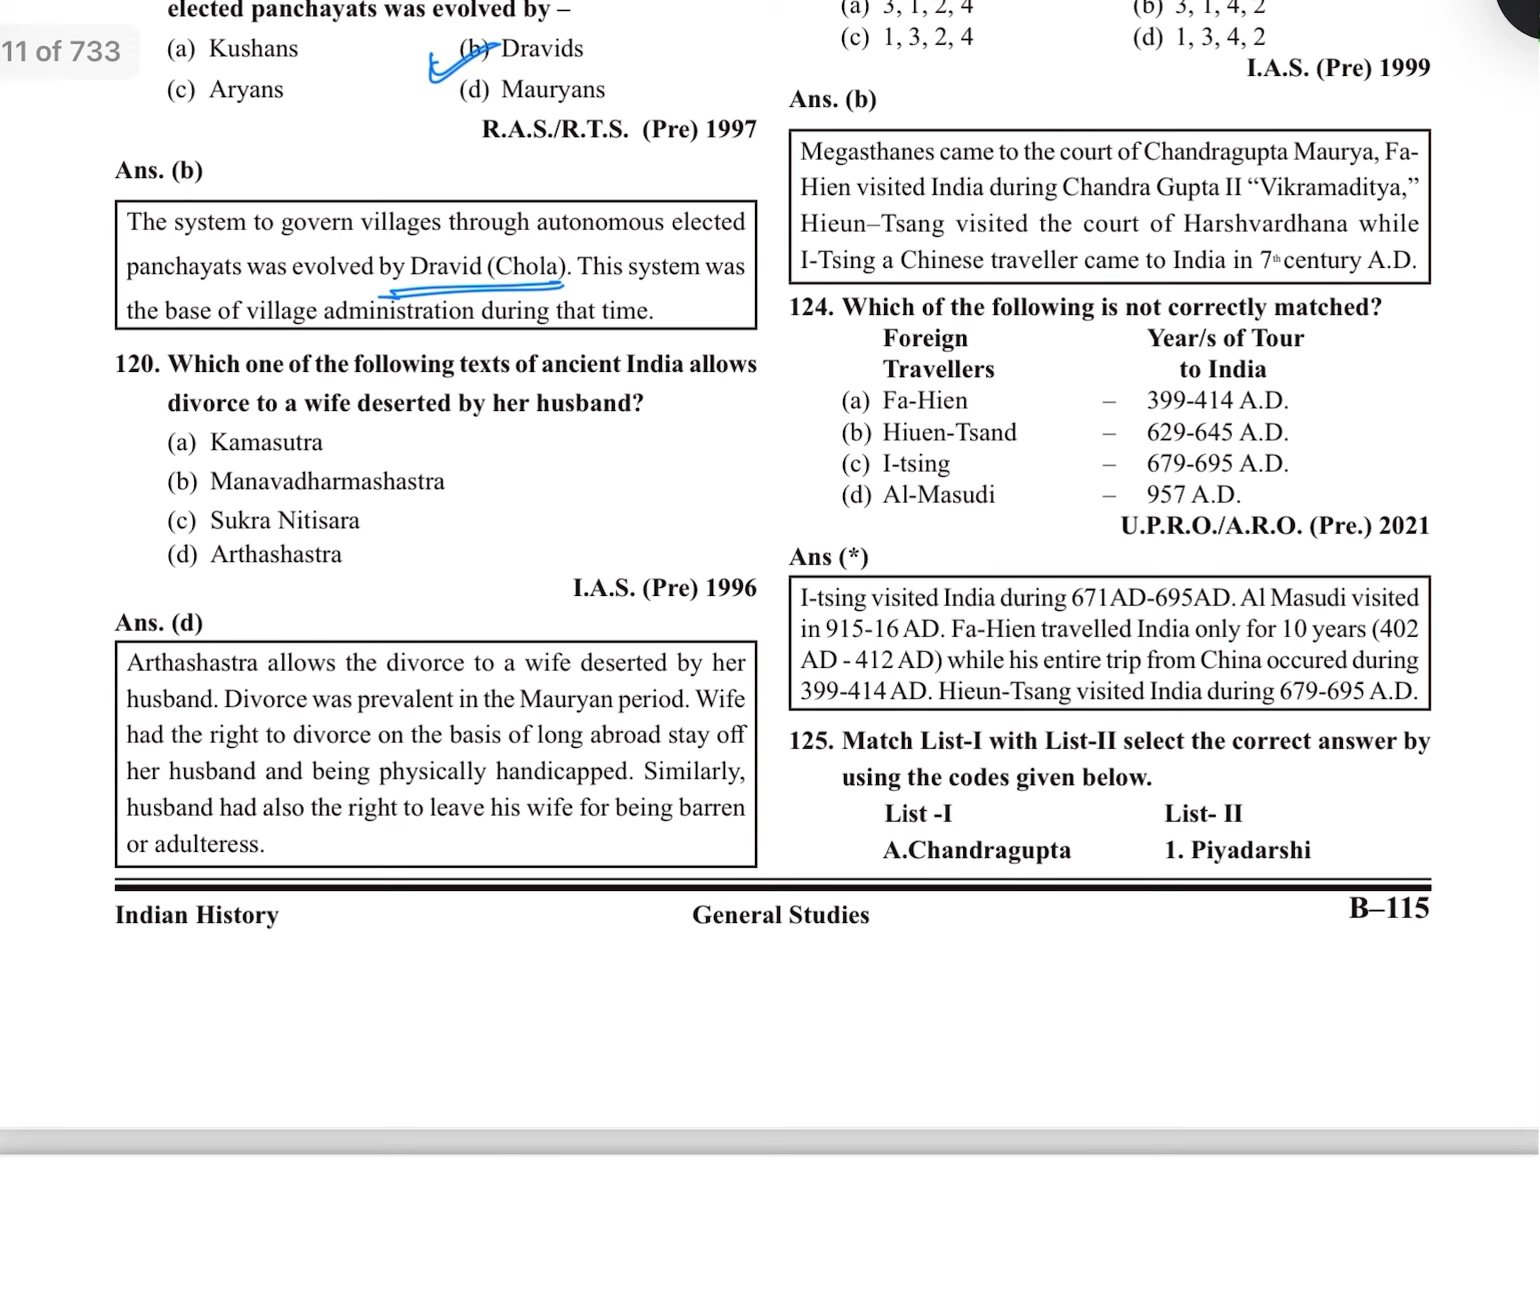 11 of 733
elected panchayats was evolved by –
(a) Kushans (b) Dravids
(c) Aryans (d) Mauryans
R.A.S./R.T.S. (Pre) 1997
Ans. (b)
The system to govern villages through autonomous elected
panchayats was evolved by Dravid (Chola). This system was
the base of village administration during that time.
120. Which one of the following texts of ancient India allows
divorce to a wife deserted by her husband?
(a) Kamasutra
(b) Manavadharmashastra
(c) Sukra Nitisara
(d) Arthashastra
I.A.S. (Pre) 1996
Ans. (d)
Arthashastra allows the divorce to a wife deserted by her
husband. Divorce was prevalent in the Mauryan period. Wife
had the right to divorce on the basis of long abroad stay off
her husband and being physically handicapped. Similarly,
husband had also the right to leave his wife for being barren
or adulteress.
(a) 3, 1, 2, 4 (b) 3, 1, 4, 2
(c) 1, 3, 2, 4 (d) 1, 3, 4, 2
I.A.S. (Pre) 1999
Ans. (b)
Megasthanes came to the court of Chandragupta Maurya, Fa-
Hien visited India during Chandra Gupta II “Vikramaditya,”
Hieun–Tsang visited the court of Harshvardhana while
I-Tsing a Chinese traveller came to India in 7th century A.D.
124. Which of the following is not correctly matched?
Foreign Year/s of Tour
Travellers to India
(a) Fa-Hien – 399-414 A.D.
(b) Hiuen-Tsand – 629-645 A.D.
(c) I-tsing – 679-695 A.D.
(d) Al-Masudi – 957 A.D.
U.P.R.O./A.R.O. (Pre.) 2021
Ans (*)
I-tsing visited India during 671AD-695AD. Al Masudi visited
in 915-16 AD. Fa-Hien travelled India only for 10 years (402
AD - 412 AD) while his entire trip from China occured during
399-414 AD. Hieun-Tsang visited India during 679-695 A.D.
125. Match List-I with List-II select the correct answer by
using the codes given below.
List -I List- II
A.Chandragupta 1. Piyadarshi
Indian History General Studies B–115